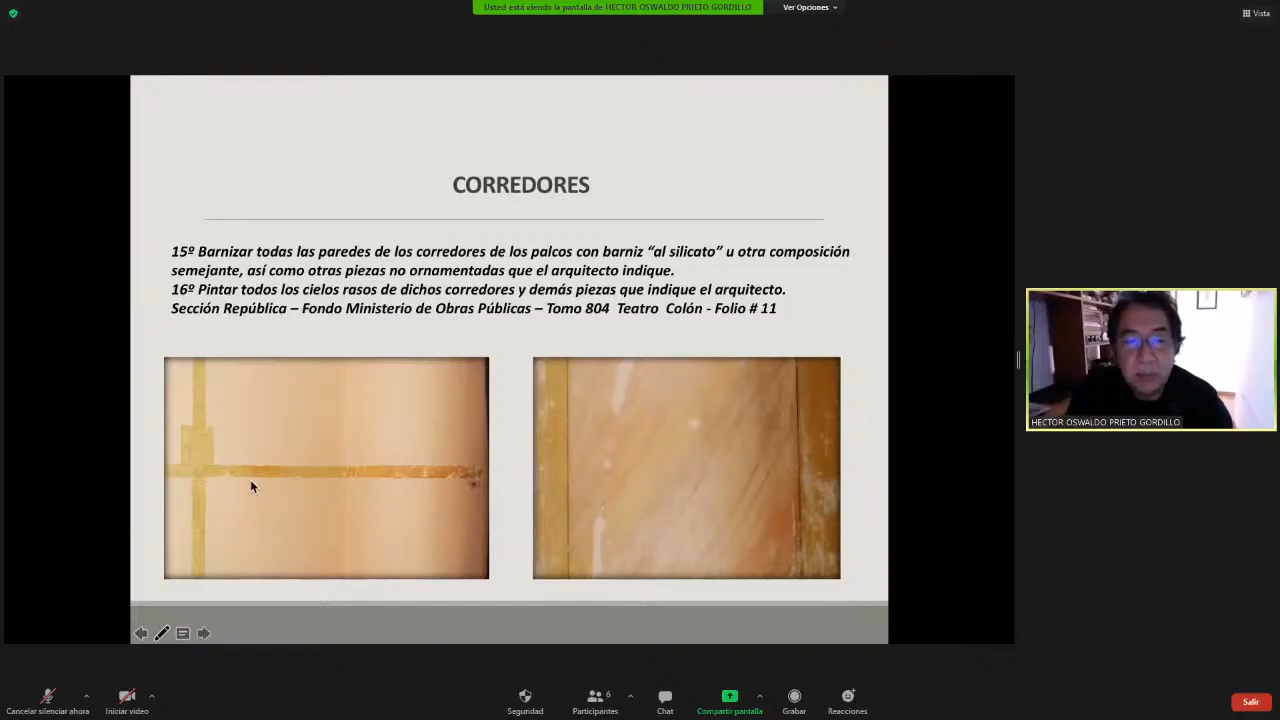 Usted está viendo la pantalla de HECTOR OSWALDO PRIETO GORDILLO
Ver Opciones
Vista
CORREDORES
15º Barnizar todas las paredes de los corredores de los palcos con barniz “al silicato” u otra composición
semejante, así como otras piezas no ornamentadas que el arquitecto indique.
16º Pintar todos los cielos rasos de dichos corredores y demás piezas que indique el arquitecto.
Sección República – Fondo Ministerio de Obras Públicas – Tomo 804 Teatro Colón - Folio # 11
HECTOR OSWALDO PRIETO GORDILLO
Cancelar silenciar ahora
Iniciar video
Seguridad
Participantes
6
Chat
Compartir pantalla
Grabar
Reacciones
Salir